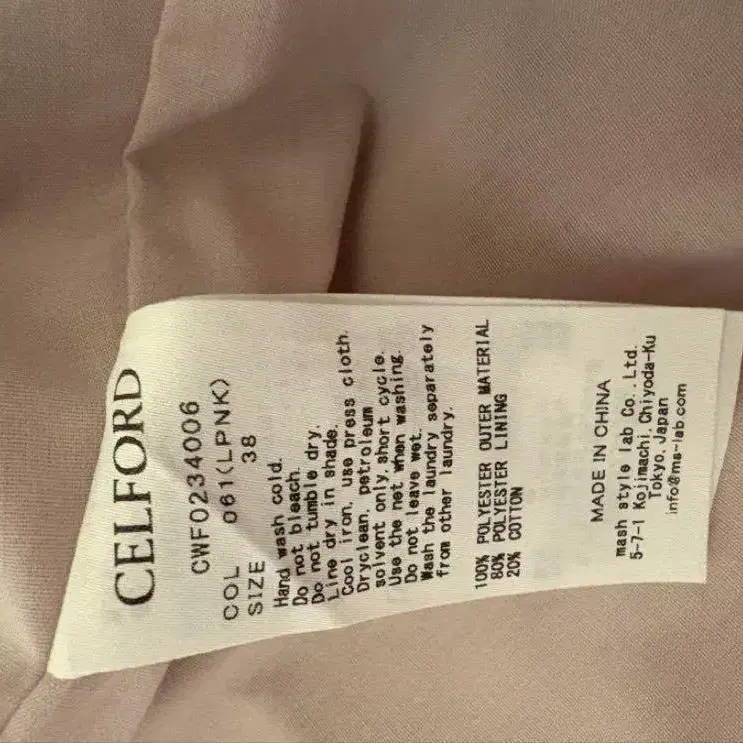 CELFORD
CWF0234006
COL 061(LPNK)
SIZE 38
Hand wash cold.
Do not bleach.
Do not tumble dry.
Line dry in shade.
Cool iron, use press cloth.
Dryclean, petroleum
solvent only, short cycle.
Use the net when washing.
Do not leave wet.
Wash the laundry separately
from other laundry.
100% POLYESTER OUTER MATERIAL
80% POLYESTER LINING
20% COTTON
MADE IN CHINA
mash style lab Co.,Ltd.
5-7-1 Kojimachi, Chiyoda-Ku
Tokyo, Japan
info@ms-lab.com